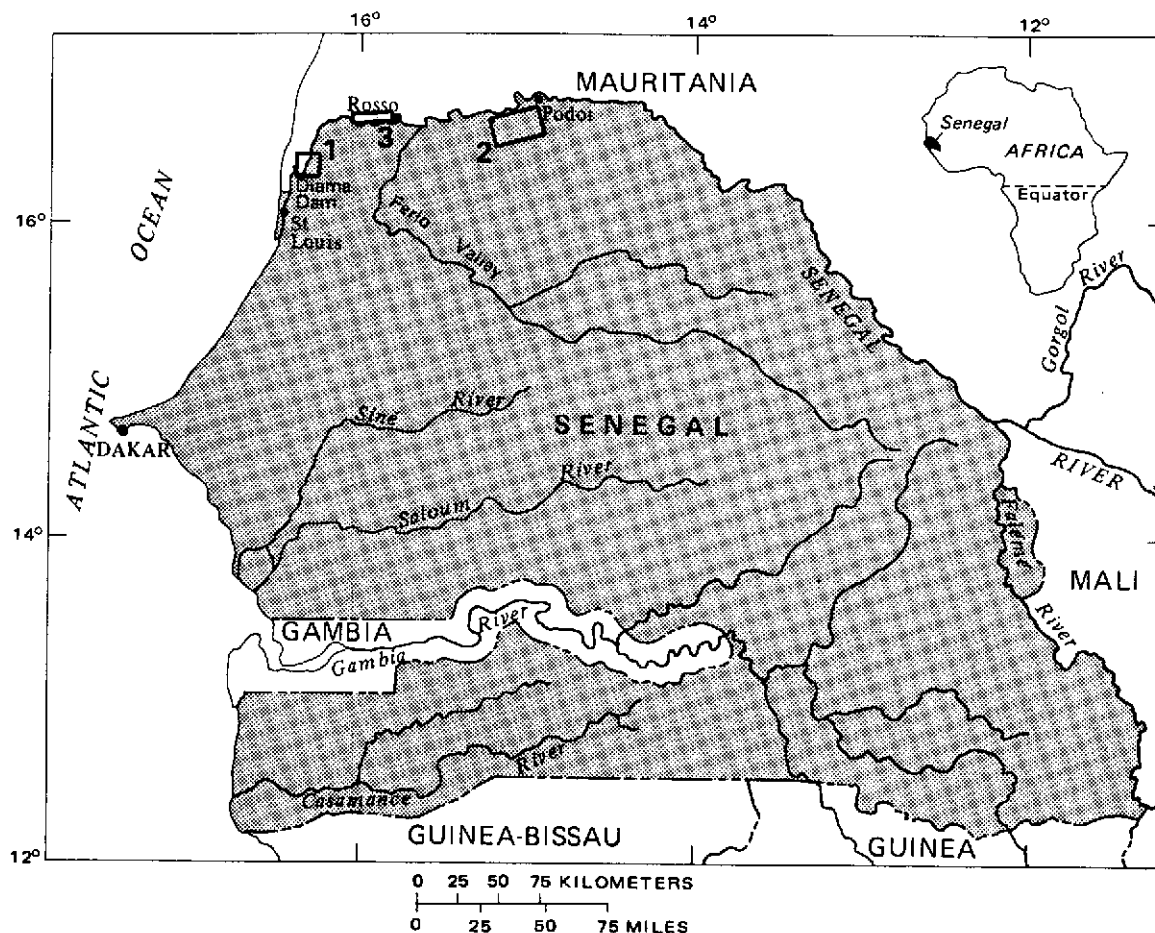 16° 14° 12°
MAURITANIA
Rosso
Podor
3
2
1
Diama
Dam
St
Louis
16°
OCEAN
Ferlo
Valley
Senegal
AFRICA
Equator
SENEGAL
Gorgol River
ATLANTIC
DAKAR
Sine River
SENEGAL
RIVER
Saloum River
14°
Falémé
River
MALI
GAMBIA
Gambia River
River
Casamance
GUINEA-BISSAU
GUINEA
12°
0 25 50 75 KILOMETERS
0 25 50 75 MILES